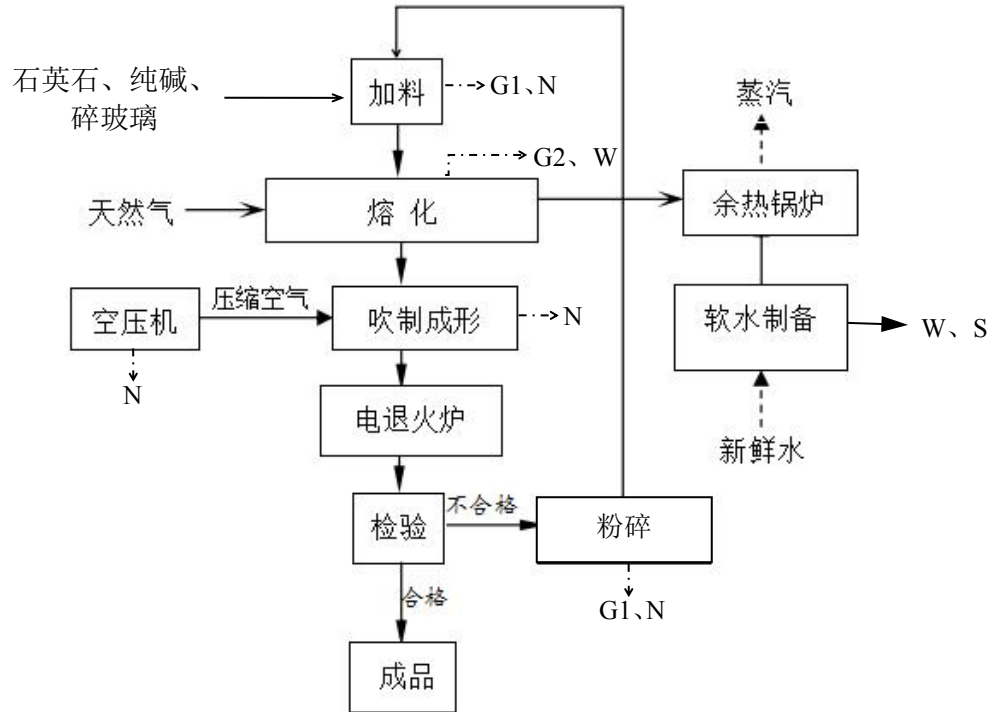 石英石、纯碱、
碎玻璃
加料
G1、N
蒸汽
G2、W
天然气
熔 化
余热锅炉
压缩空气
空压机
吹制成形
N
软水制备
W、S
N
电退火炉
新鲜水
检验
不合格
粉碎
合格
G1、N
成品